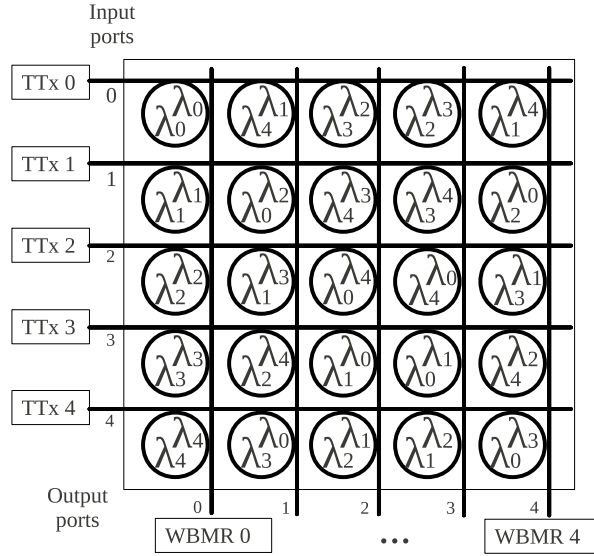 Input
ports
TTx 0
0
λ0 λ1 λ2 λ3 λ4
λ0 λ4 λ3 λ2 λ1
TTx 1
1
λ1 λ2 λ3 λ4 λ0
λ1 λ0 λ4 λ3 λ2
TTx 2
2
λ2 λ3 λ4 λ0 λ1
λ2 λ1 λ0 λ4 λ3
TTx 3
3
λ3 λ4 λ0 λ1 λ2
λ3 λ2 λ1 λ0 λ4
TTx 4
4
λ4 λ0 λ1 λ2 λ3
λ4 λ3 λ2 λ1 λ0
Output
ports
0 1 2 3 4
WBMR 0 ... WBMR 4